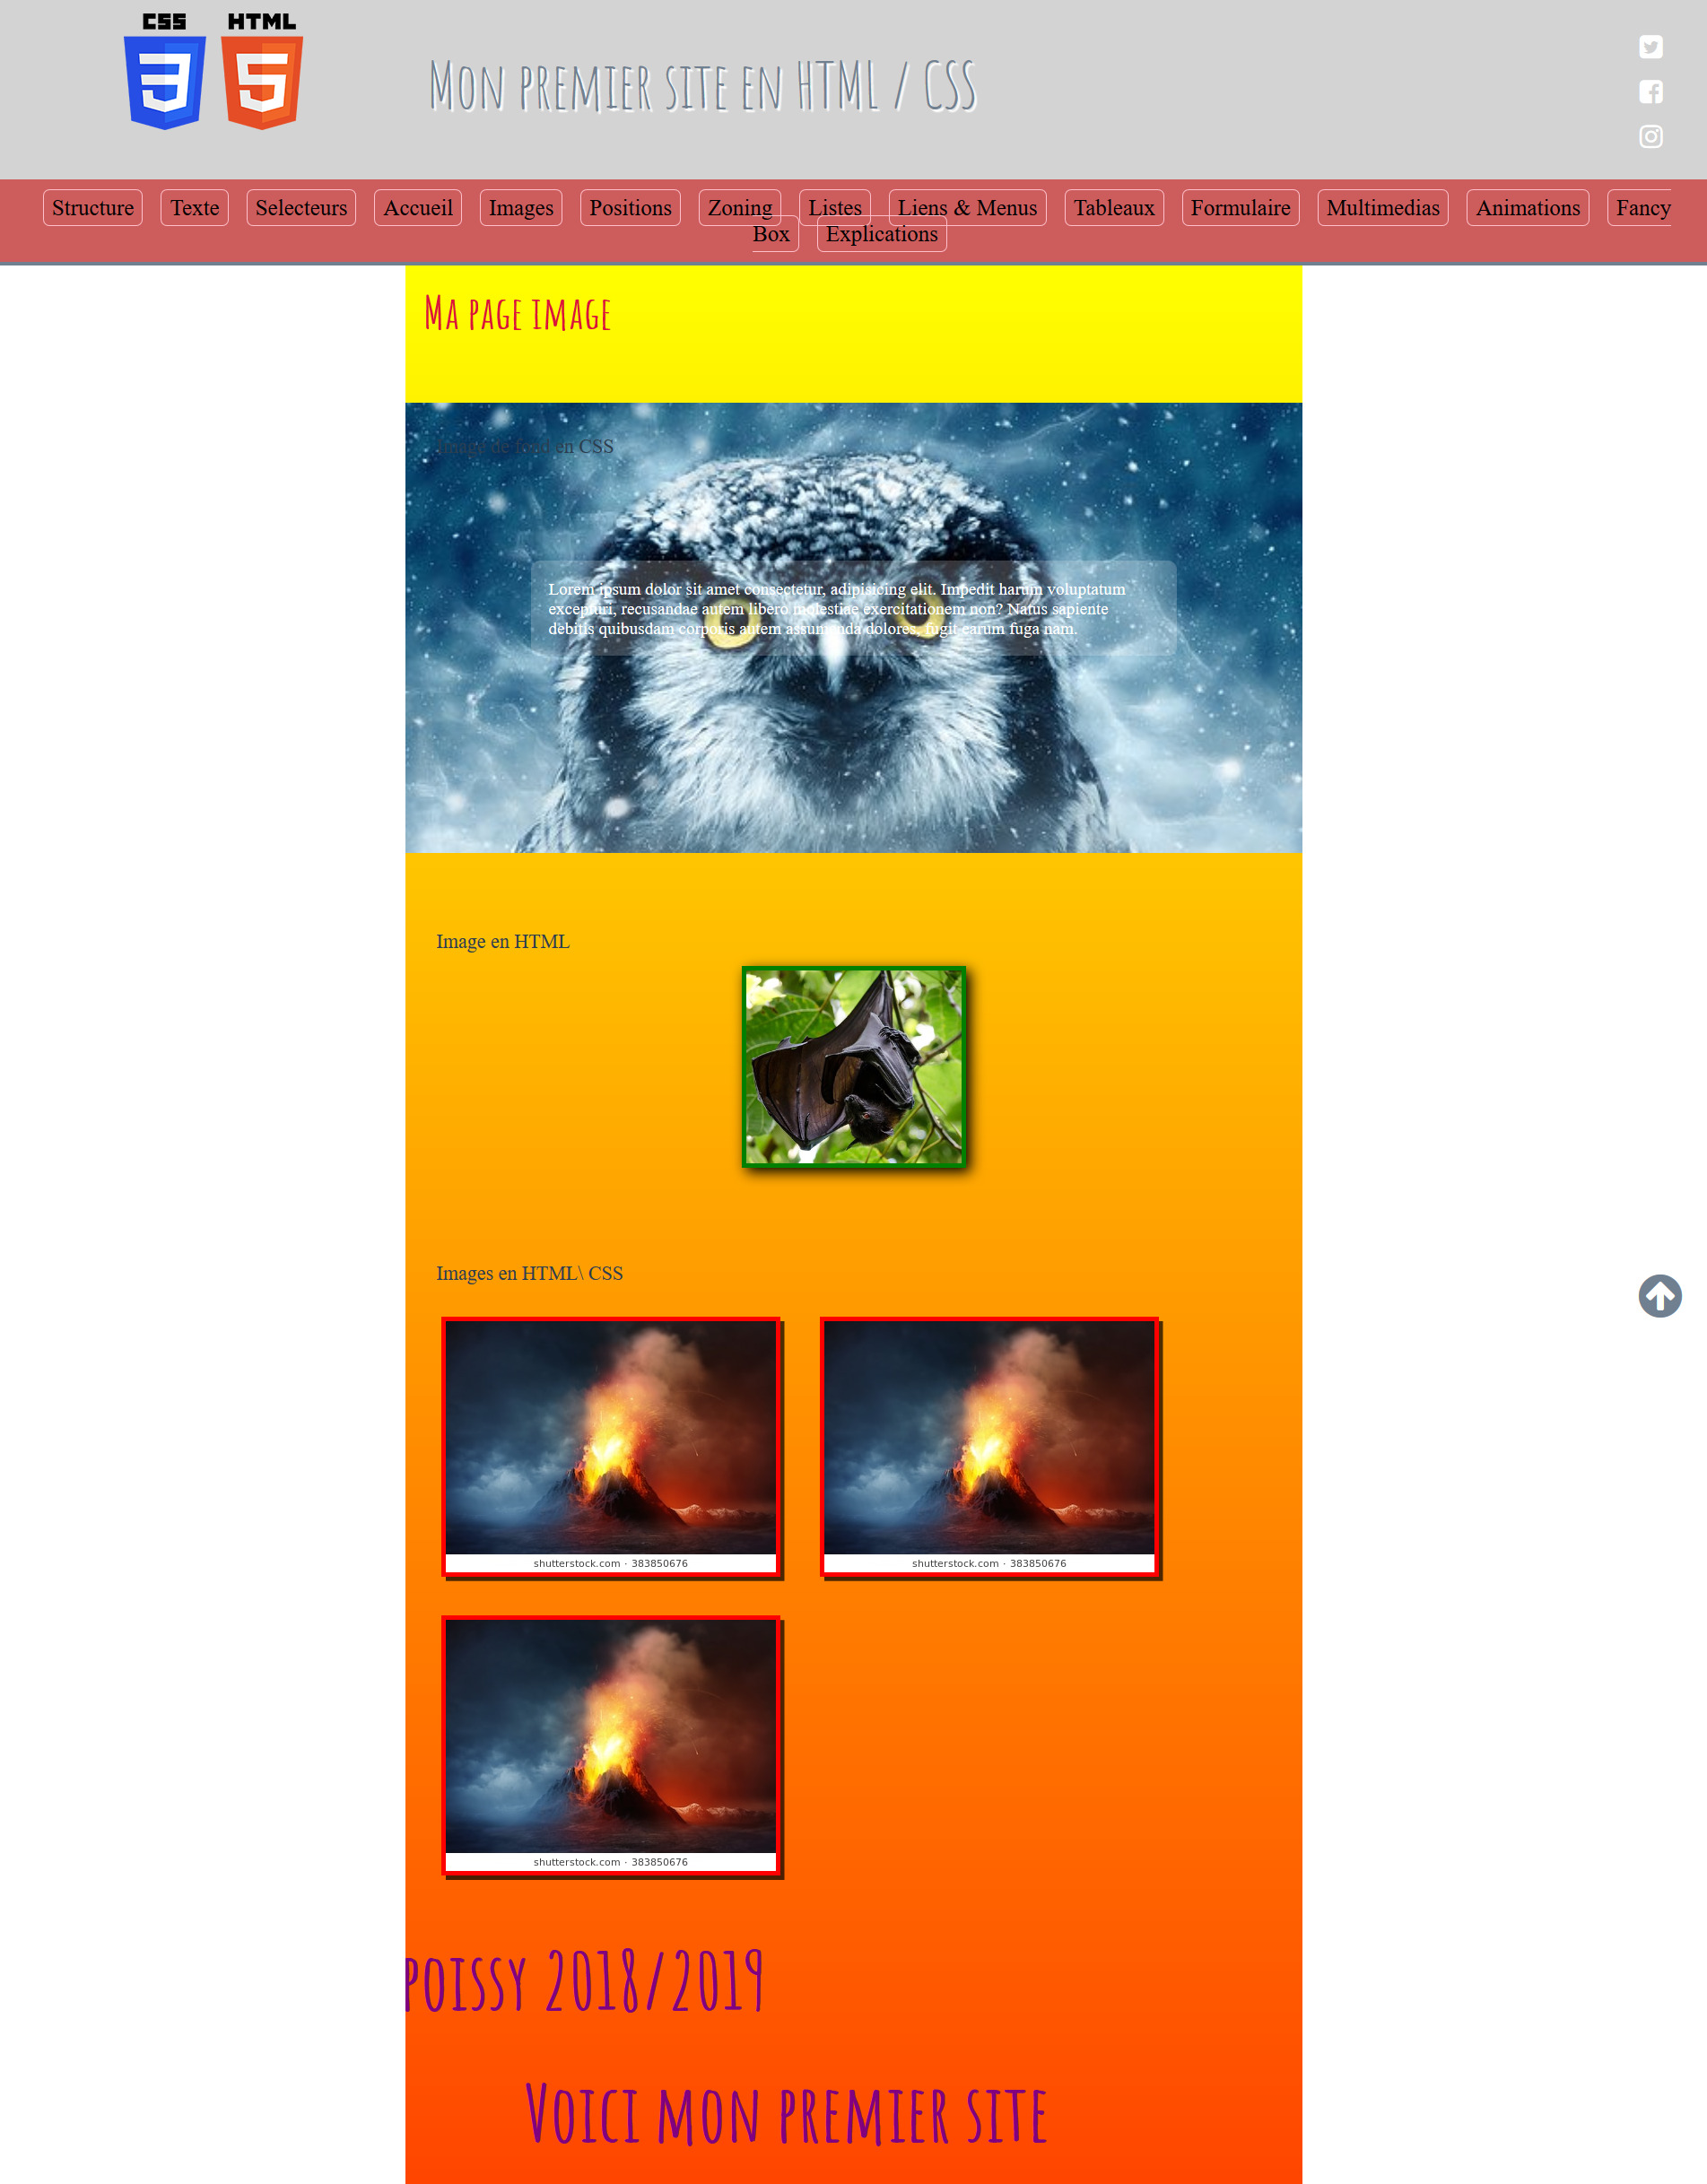 CSS HTML
3 5
Mon premier site en HTML / CSS
Structure Texte Selecteurs Accueil Images Positions Zoning Listes Liens & Menus Tableaux Formulaire Multimedias Animations Fancy
Box Explications
Ma page image
Image de fond en CSS
Lorem ipsum dolor sit amet consectetur, adipisicing elit. Impedit harum voluptatum
excepturi, recusandae autem libero molestiae exercitationem non? Natus sapiente
debitis quibusdam corporis autem assumenda dolores, fugit earum fuga nam.
Image en HTML
Images en HTML\ CSS
shutterstock.com · 383850676
shutterstock.com · 383850676
shutterstock.com · 383850676
poissy 2018/2019
Voici mon premier site